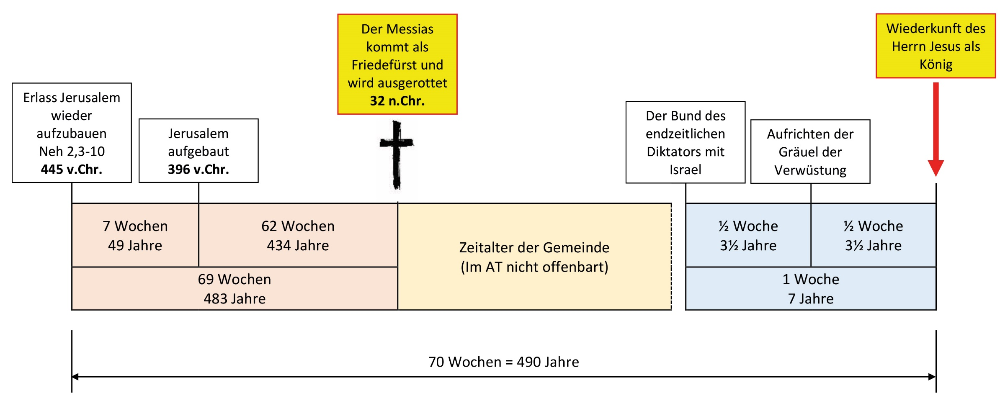 Erlass Jerusalem
wieder
aufzubauen
Neh 2,3-10
445 v.Chr.
Jerusalem
aufgebaut
396 v.Chr.
Der Messias
kommt als
Friedefürst und
wird ausgerottet
32 n.Chr.
Der Bund des
endzeitlichen
Diktators mit
Israel
Aufrichten der
Gräuel der
Verwüstung
Wiederkunft des
Herrn Jesus als
König
7 Wochen
49 Jahre
62 Wochen
434 Jahre
69 Wochen
483 Jahre
Zeitalter der Gemeinde
(Im AT nicht offenbart)
½ Woche
3½ Jahre
½ Woche
3½ Jahre
1 Woche
7 Jahre
70 Wochen = 490 Jahre